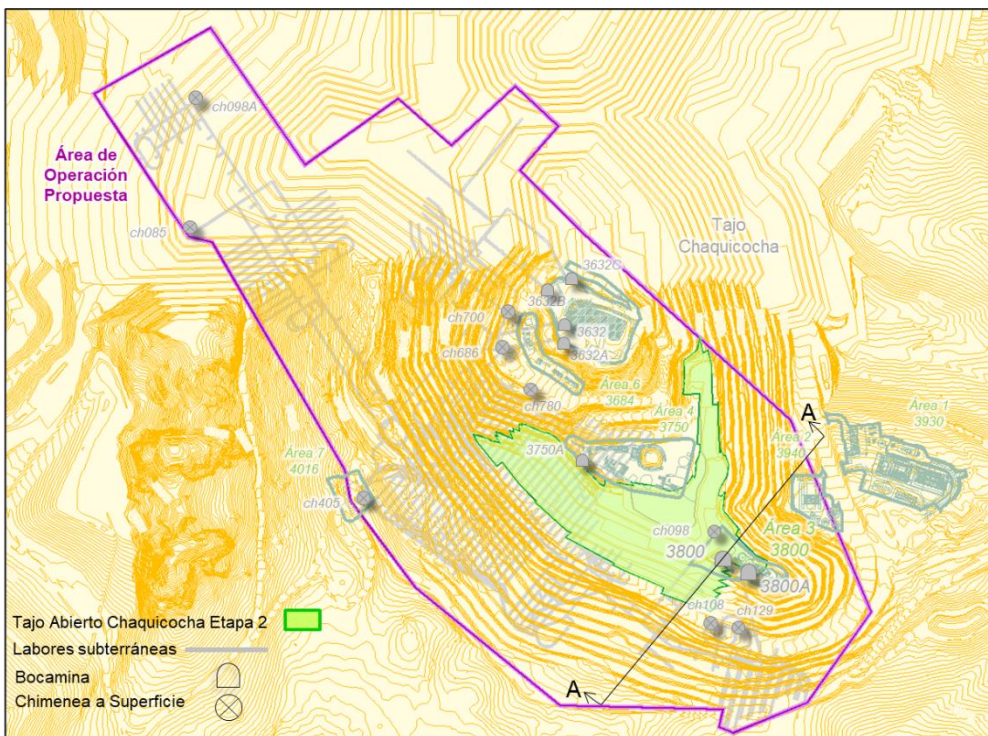 ch098A
Área de
Operación
Propuesta
ch085
Tajo
Chaquicocha
3632C
3632B
ch700
3632
ch686
3632A
Área 6
3684
ch780
Área 4
3750
A
Área 1
3930
Área 2
3940
3750A
Área 7
4016
ch405
ch098
Área 3
3800
3800
3800A
ch108
ch129
A
Tajo Abierto Chaquicocha Etapa 2
Labores subterráneas
Bocamina
Chimenea a Superficie